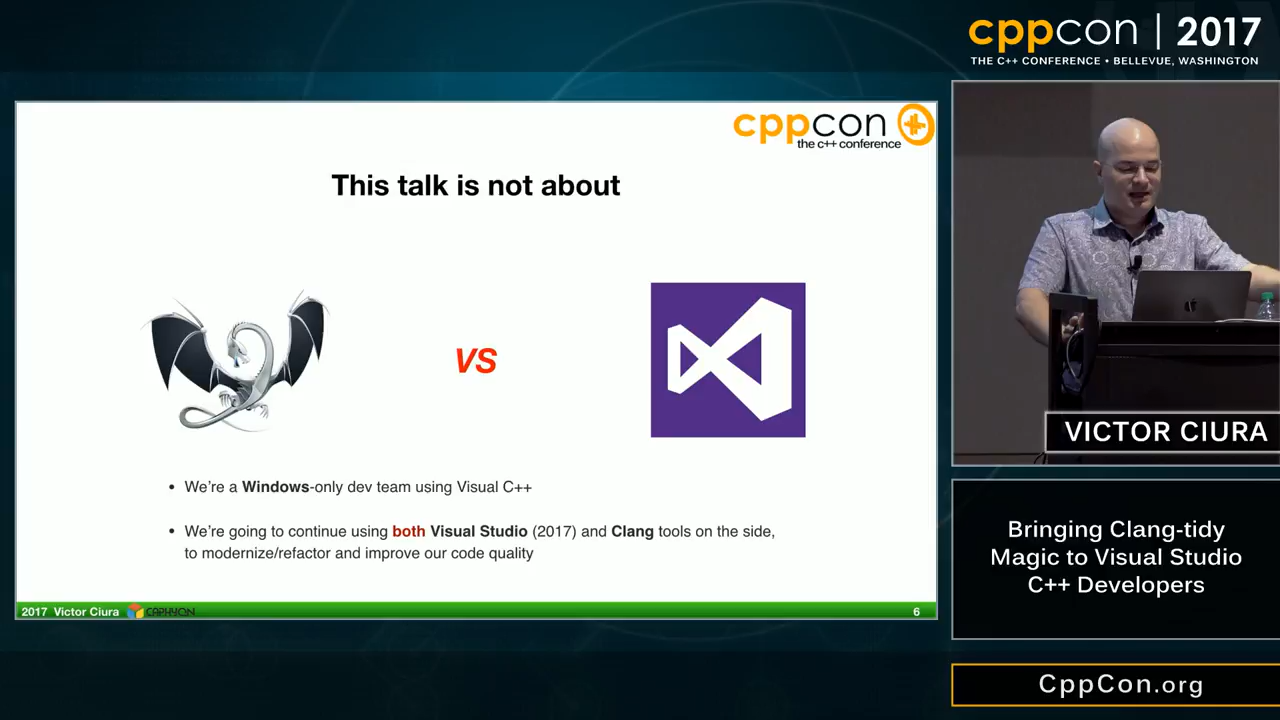 cppcon | 2017
THE C++ CONFERENCE • BELLEVUE, WASHINGTON
cppcon
the c++ conference
This talk is not about
VS
• We're a Windows-only dev team using Visual C++
• We're going to continue using both Visual Studio (2017) and Clang tools on the side,
to modernize/refactor and improve our code quality
2017 Victor Ciura CAPHYON
6
VICTOR CIURA
Bringing Clang-tidy
Magic to Visual Studio
C++ Developers
CppCon.org